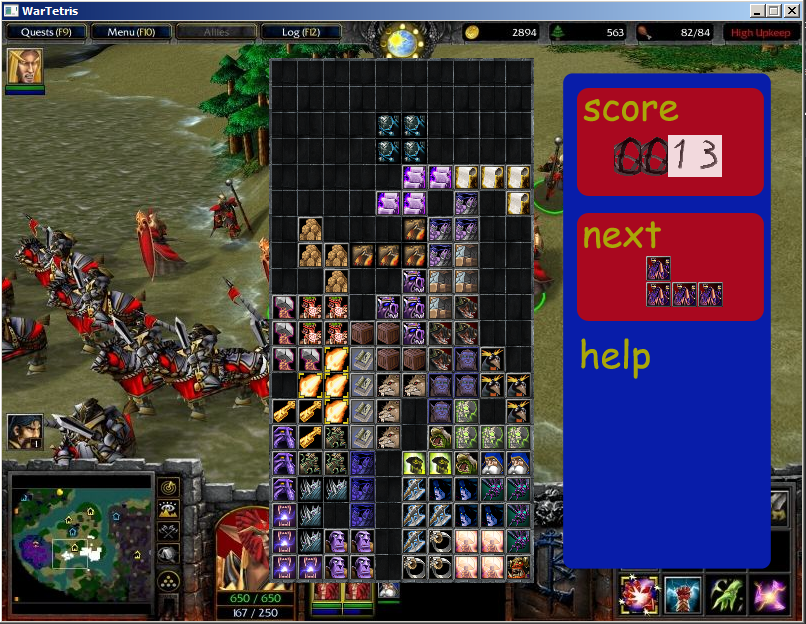 WarTetris
Quests (F9) Menu (F10) Allies Log (F12) 2894 563 82/84 High Upkeep
score
0013
next
help
1
650 / 650
167 / 250